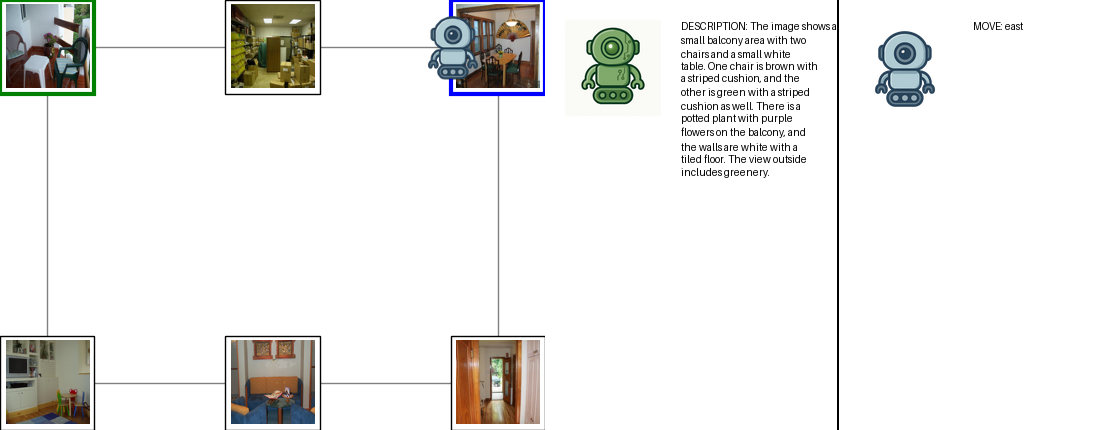 DESCRIPTION: The image shows a
small balcony area with two
chairs and a small white
table. One chair is brown with
a striped cushion, and the
other is green with a striped
cushion as well. There is a
potted plant with purple
flowers on the balcony, and
the walls are white with a
tiled floor. The view outside
includes greenery.
MOVE: east